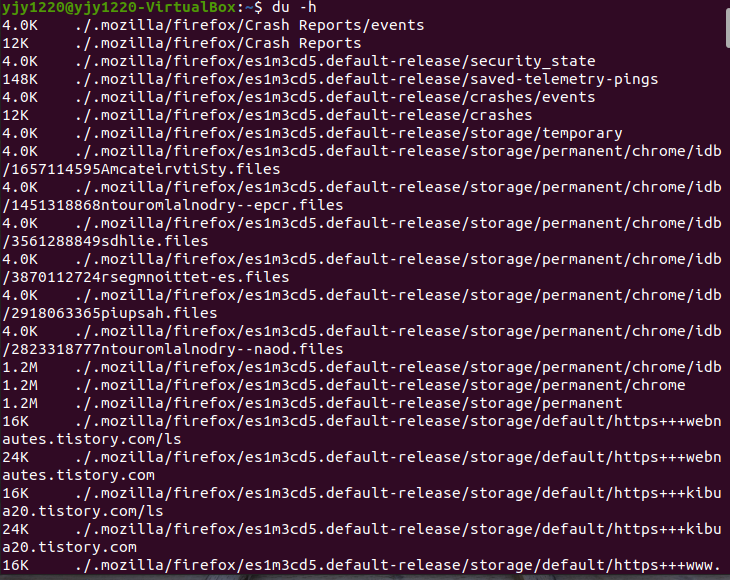 yjy1220@yjy1220-VirtualBox:~$ du -h
4.0K    ./.mozilla/firefox/Crash Reports/events
12K     ./.mozilla/firefox/Crash Reports
4.0K    ./.mozilla/firefox/es1m3cd5.default-release/security_state
148K    ./.mozilla/firefox/es1m3cd5.default-release/saved-telemetry-pings
4.0K    ./.mozilla/firefox/es1m3cd5.default-release/crashes/events
12K     ./.mozilla/firefox/es1m3cd5.default-release/crashes
4.0K    ./.mozilla/firefox/es1m3cd5.default-release/storage/temporary
4.0K    ./.mozilla/firefox/es1m3cd5.default-release/storage/permanent/chrome/idb
/1657114595AmcateirvtiSty.files
4.0K    ./.mozilla/firefox/es1m3cd5.default-release/storage/permanent/chrome/idb
/1451318868ntouromlalnodry--epcr.files
4.0K    ./.mozilla/firefox/es1m3cd5.default-release/storage/permanent/chrome/idb
/3561288849sdhlie.files
4.0K    ./.mozilla/firefox/es1m3cd5.default-release/storage/permanent/chrome/idb
/3870112724rsegmnoittet-es.files
4.0K    ./.mozilla/firefox/es1m3cd5.default-release/storage/permanent/chrome/idb
/2918063365piupsah.files
4.0K    ./.mozilla/firefox/es1m3cd5.default-release/storage/permanent/chrome/idb
/2823318777ntouromlalnodry--naod.files
1.2M    ./.mozilla/firefox/es1m3cd5.default-release/storage/permanent/chrome/idb
1.2M    ./.mozilla/firefox/es1m3cd5.default-release/storage/permanent/chrome
1.2M    ./.mozilla/firefox/es1m3cd5.default-release/storage/permanent
16K     ./.mozilla/firefox/es1m3cd5.default-release/storage/default/https+++webn
autes.tistory.com/ls
24K     ./.mozilla/firefox/es1m3cd5.default-release/storage/default/https+++webn
autes.tistory.com
16K     ./.mozilla/firefox/es1m3cd5.default-release/storage/default/https+++kibu
a20.tistory.com/ls
24K     ./.mozilla/firefox/es1m3cd5.default-release/storage/default/https+++kibu
a20.tistory.com
16K     ./.mozilla/firefox/es1m3cd5.default-release/storage/default/https+++www.